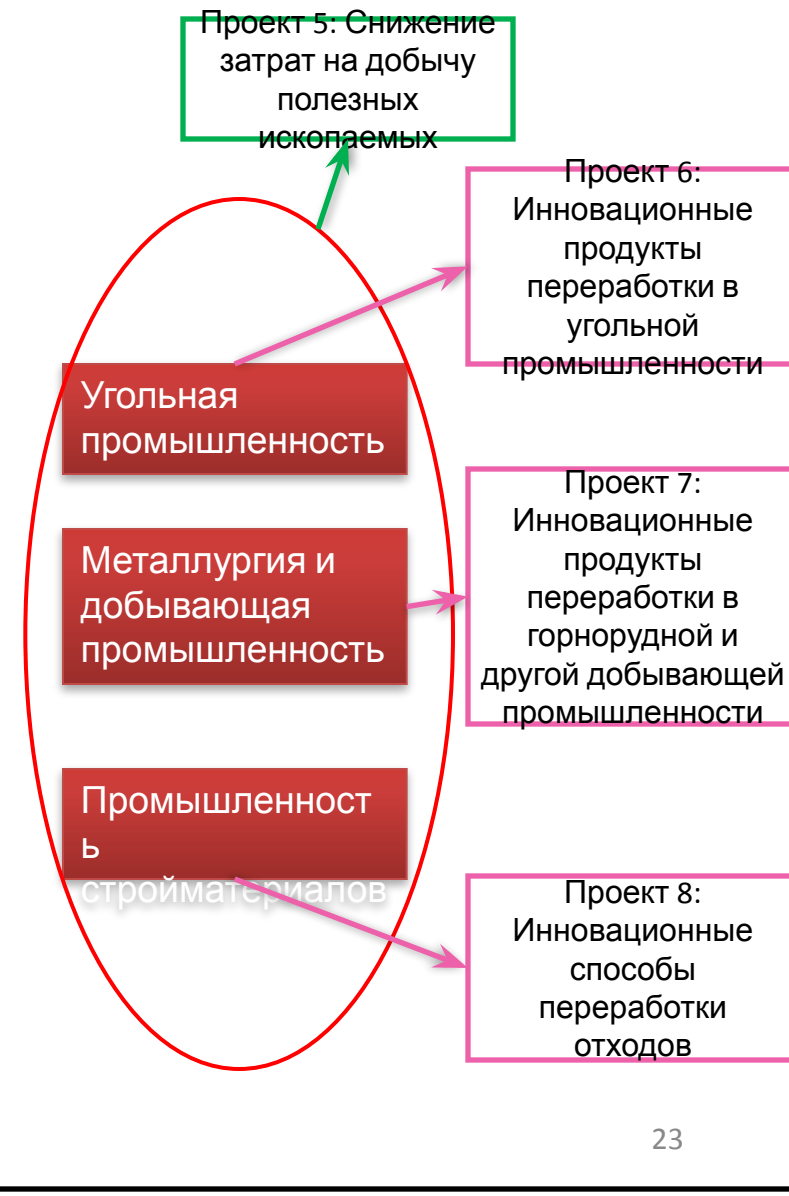 Проект 5: Снижение
затрат на добычу
полезных
ископаемых
Проект 6:
Инновационные
продукты
переработки в
угольной
промышленности
Угольная
промышленность
Проект 7:
Инновационные
продукты
переработки в
горнорудной и
другой добывающей
промышленности
Металлургия и
добывающая
промышленность
Промышленност
ь
стройматериалов
Проект 8:
Инновационные
способы
переработки
отходов
23